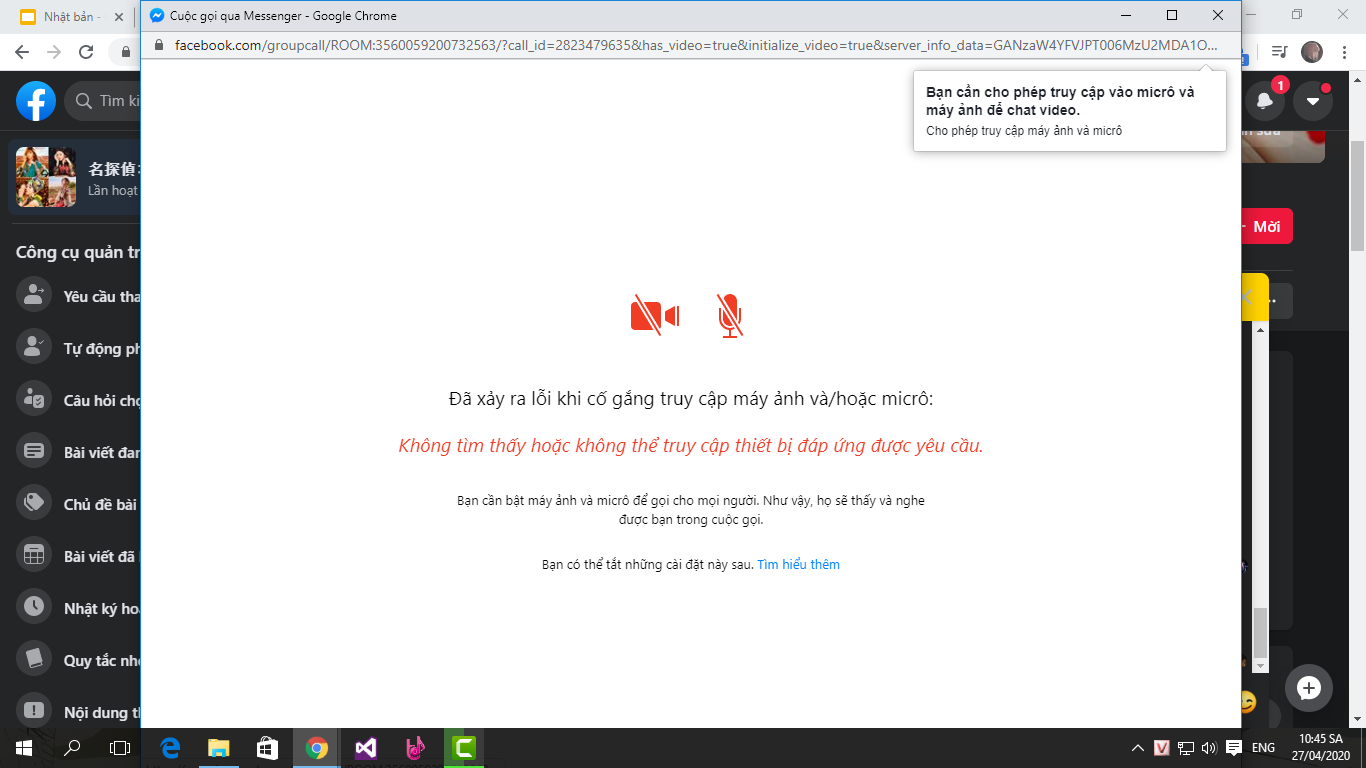 Nhật bản -
Cuộc gọi qua Messenger - Google Chrome
facebook.com/groupcall/ROOM:3560059200732563/?call_id=2823479635&has_video=true&initialize_video=true&server_info_data=GANzaW4YFVJPT006MzU2MDA1O...
Bạn cần cho phép truy cập vào micrô và
máy ảnh để chat video.
Cho phép truy cập máy ảnh và micrô
1
Tìm ki
名探偵
Lần hoạt
Mời
Công cụ quản tr
Yêu cầu tha
Tự động ph
Câu hỏi chọ
Bài viết đan
Chủ đề bài
Bài viết đã
Nhật ký hoạ
Quy tắc nhó
Nội dung th
Đã xảy ra lỗi khi cố gắng truy cập máy ảnh và/hoặc micrô:
Không tìm thấy hoặc không thể truy cập thiết bị đáp ứng được yêu cầu.
Bạn cần bật máy ảnh và micrô để gọi cho mọi người. Như vậy, họ sẽ thấy và nghe
được bạn trong cuộc gọi.
Bạn có thể tắt những cài đặt này sau. Tìm hiểu thêm
ENG
10:45 SA
27/04/2020